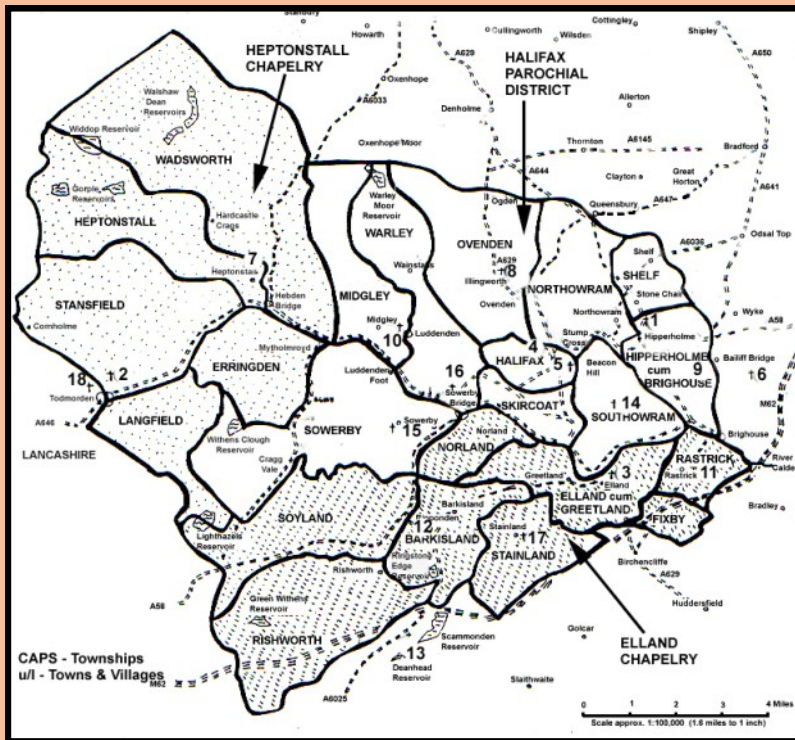 Stanbury
Haworth
Cullingworth
Cottingley
Wilsden
Shipley
A629
A650
HEPTONSTALL
CHAPELRY
HALIFAX
PAROCHIAL
DISTRICT
Oxenhope
A6033
Denholme
Allerton
Walshaw
Dean
Reservoirs
Widdop Reservoir
WADSWORTH
Oxenhope Moor
Thornton
A6145
Bradford
A644
Clayton
Great
Horton
A641
Gorple
Reservoirs
HEPTONSTALL
Hardcastle
Crags
Warley
Moor
Reservoir
Ogden
Queensbury
A647
WARLEY
OVENDEN
Shelf
A6036
Odsal Top
7
Heptonstall
Wainstalls
A629
8
Illingworth
SHELF
NORTHOWRAM
Stone Chair
STANSFIELD
Hebden
Bridge
MIDGLEY
Ovenden
Northowram
Wyke
A58
Cornholme
Midgley
Luddenden
10
4
Stump
Cross
1
Hipperholme
Mytholmroyd
HALIFAX
5
Beacon
Hill
HIPPERHOLME
cum
BRIGHOUSE
9
Bailiff Bridge
6
ERRINGDEN
Luddenden
Foot
16
Sowerby
Bridge
SKIRCOAT
14
SOUTHOWRAM
M62
18
2
Todmorden
LANGFIELD
Withens Clough
Reservoir
SOWERBY
Sowerby
15
Norland
NORLAND
Brighouse
A646
LANCASHIRE
Cragg
Vale
Greetland
3
Elland
RASTRICK
Rastrick
11
River
Calder
ELLAND cum
GREETLAND
SOYLAND
Barkisland
12
BARKISLAND
Stainland
17
STAINLAND
FIXBY
Bradley
Lighthazels
Reservoir
Rishworth
Ringstone
Edge
Reservoir
Birchencliffe
A629
A58
Green Withens
Reservoir
Huddersfield
RISHWORTH
Scammonden
Reservoir
Golcar
ELLAND
CHAPELRY
13
Deanhead
Reservoir
CAPS - Townships
u/l - Towns & Villages
M62
A6025
Slaithwaite
0 1 2 3 4 Miles
Scale approx. 1:100,000 (1.6 miles to 1 inch)